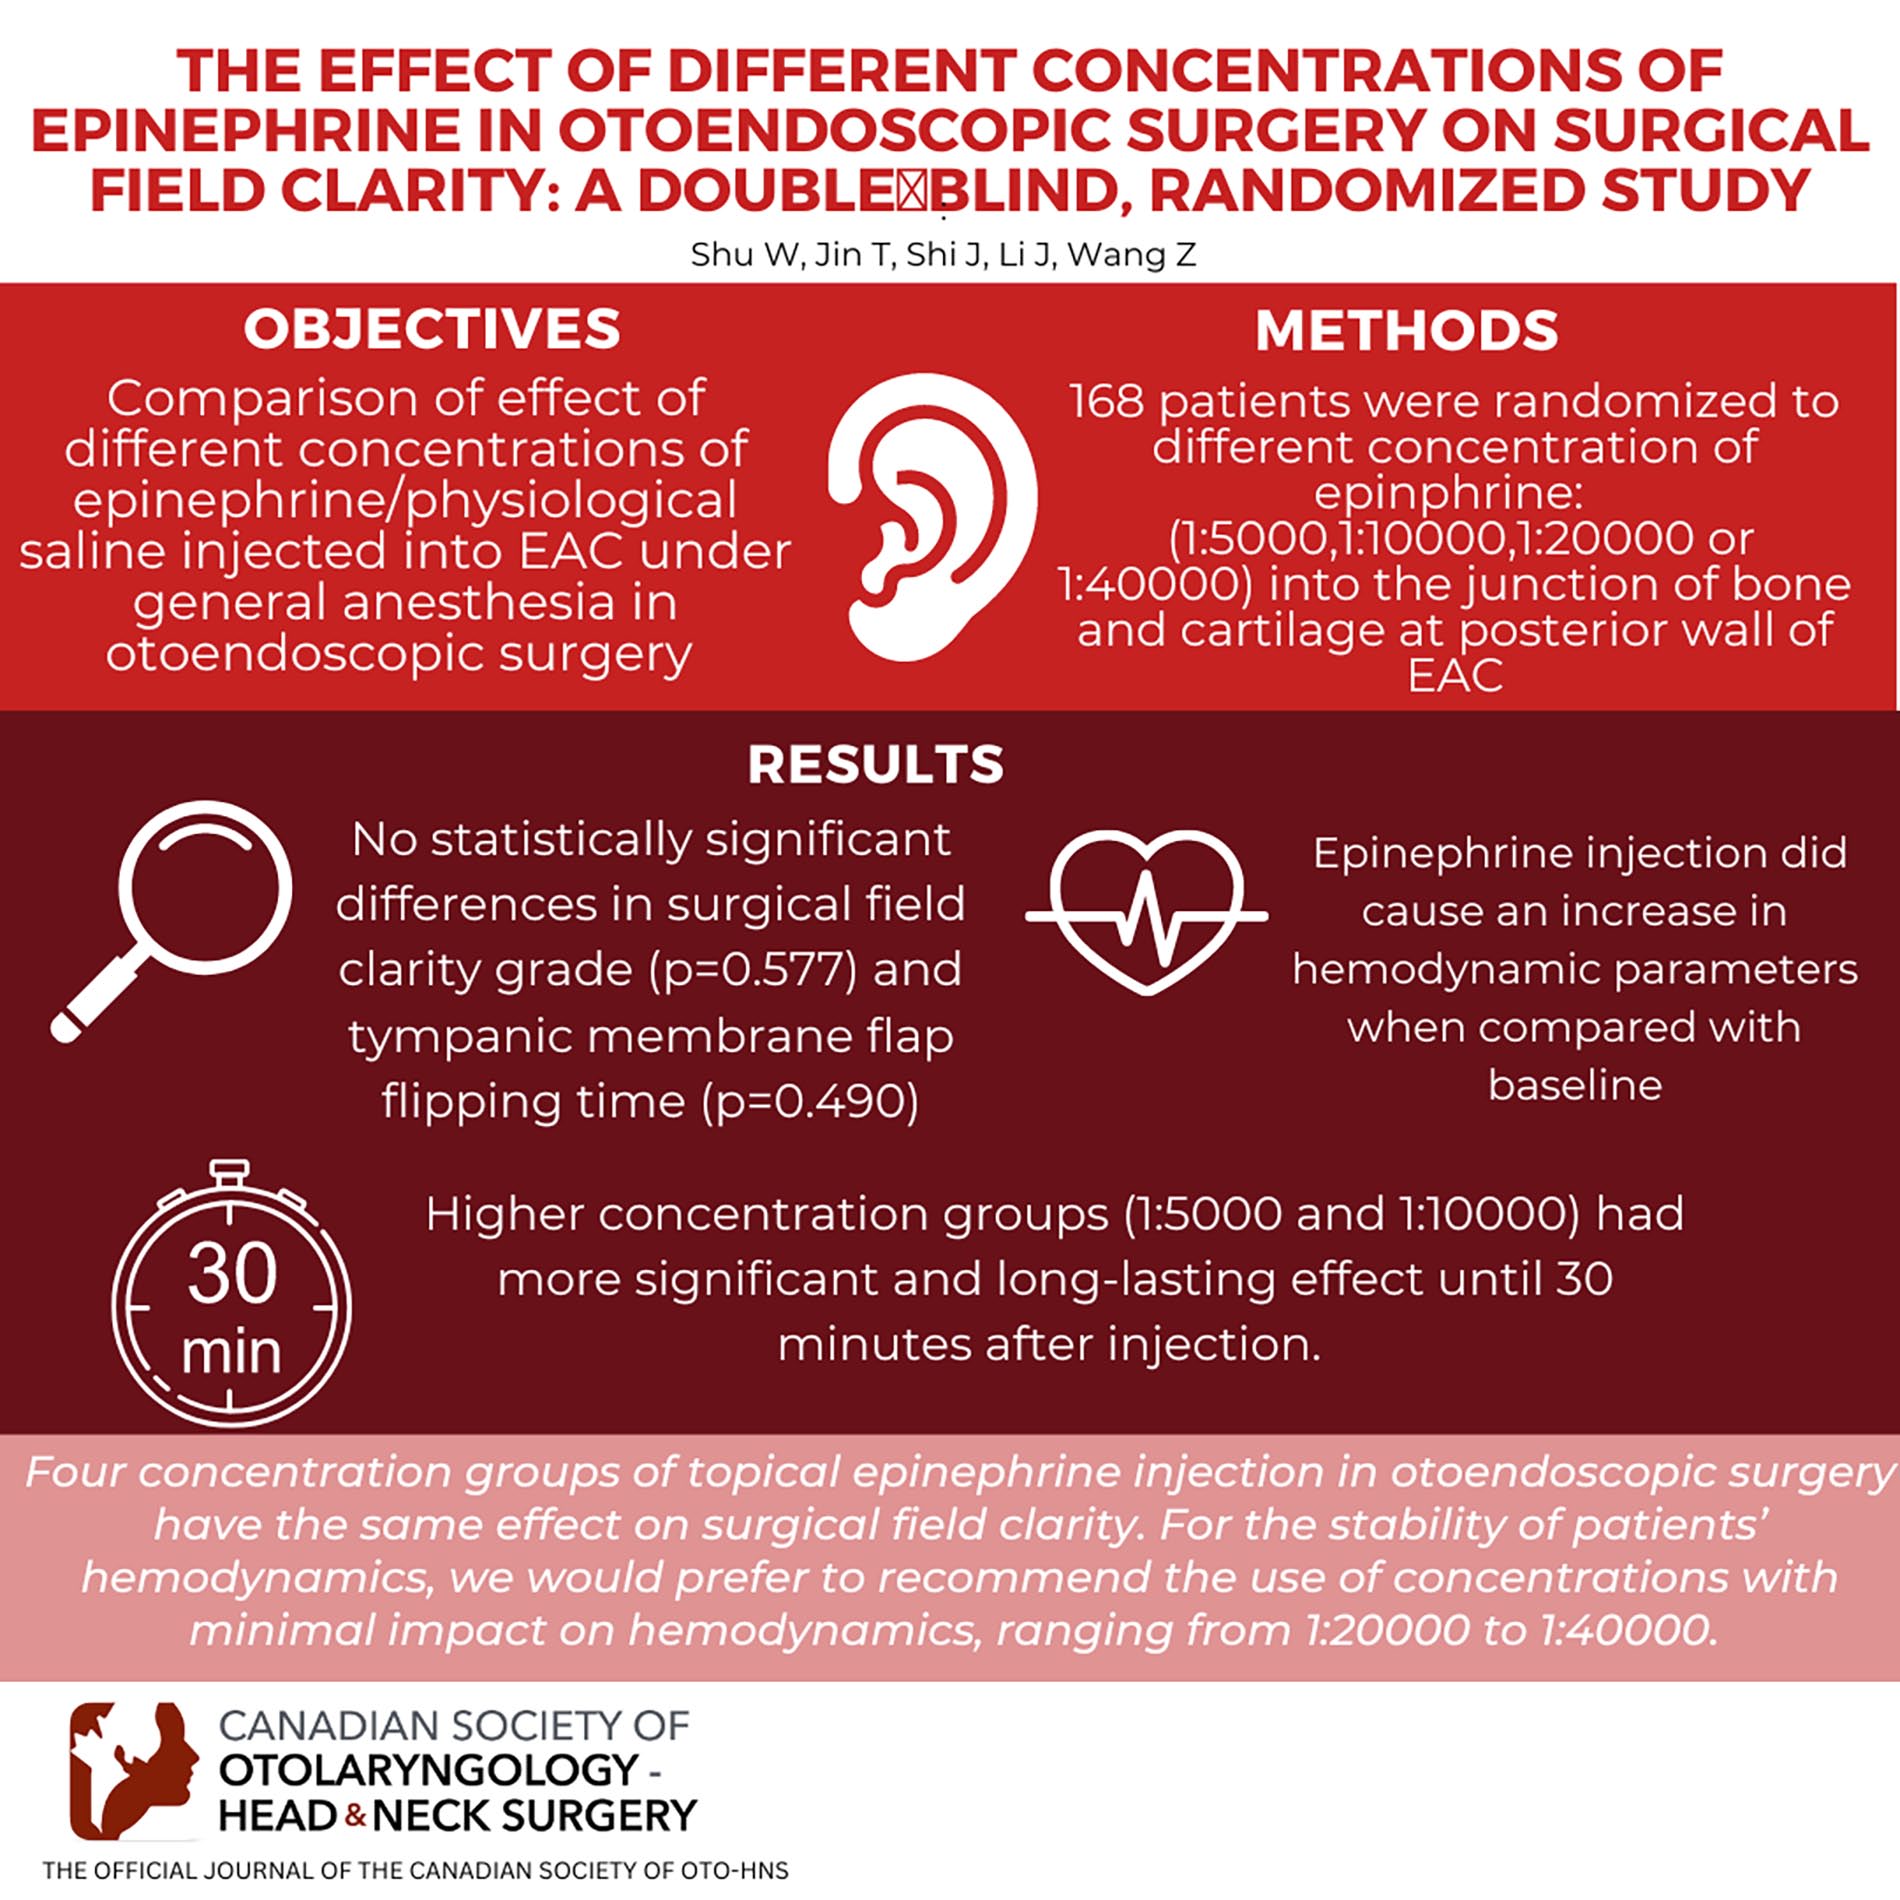 THE EFFECT OF DIFFERENT CONCENTRATIONS OF
EPINEPHRINE IN OTOENDOSCOPIC SURGERY ON SURGICAL
FIELD CLARITY: A DOUBLE☒BLIND, RANDOMIZED STUDY
Shu W, Jin T, Shi J, Li J, Wang Z
OBJECTIVES
Comparison of effect of
different concentrations of
epinephrine/physiological
saline injected into EAC under
general anesthesia in
otoendoscopic surgery
METHODS
168 patients were randomized to
different concentration of
epinphrine:
(1:5000,1:10000,1:20000 or
1:40000) into the junction of bone
and cartilage at posterior wall of
EAC
RESULTS
No statistically significant
differences in surgical field
clarity grade (p=0.577) and
tympanic membrane flap
flipping time (p=0.490)
Epinephrine injection did
cause an increase in
hemodynamic parameters
when compared with
baseline
30
min
Higher concentration groups (1:5000 and 1:10000) had
more significant and long-lasting effect until 30
minutes after injection.
Four concentration groups of topical epinephrine injection in otoendoscopic surgery
have the same effect on surgical field clarity. For the stability of patients’
hemodynamics, we would prefer to recommend the use of concentrations with
minimal impact on hemodynamics, ranging from 1:20000 to 1:40000.
CANADIAN SOCIETY OF
OTOLARYNGOLOGY -
HEAD & NECK SURGERY
THE OFFICIAL JOURNAL OF THE CANADIAN SOCIETY OF OTO-HNS